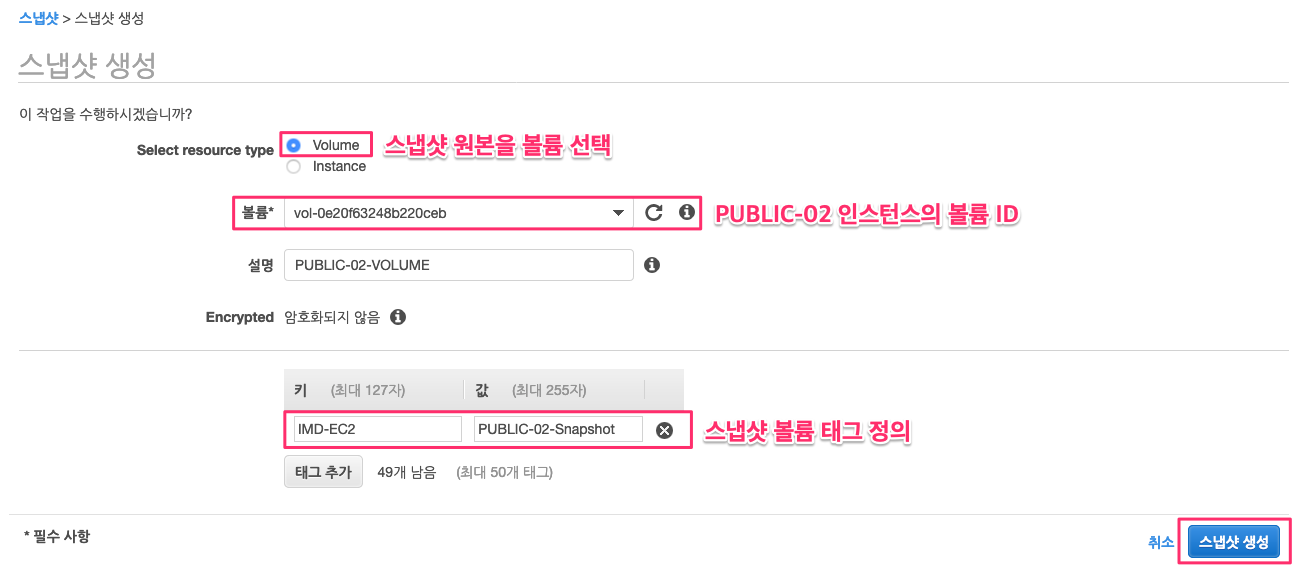 스냅샷 > 스냅샷 생성
스냅샷 생성
이 작업을 수행하시겠습니까?
Select resource type Volume 스냅샷 원본을 볼륨 선택
Instance
볼륨* vol-0e20f63248b220ceb PUBLIC-02 인스턴스의 볼륨 ID
설명 PUBLIC-02-VOLUME
Encrypted 암호화되지 않음
키 (최대 127자) 값 (최대 255자)
IMD-EC2 PUBLIC-02-Snapshot 스냅샷 볼륨 태그 정의
태그 추가 49개 남음 (최대 50개 태그)
* 필수 사항 취소 스냅샷 생성